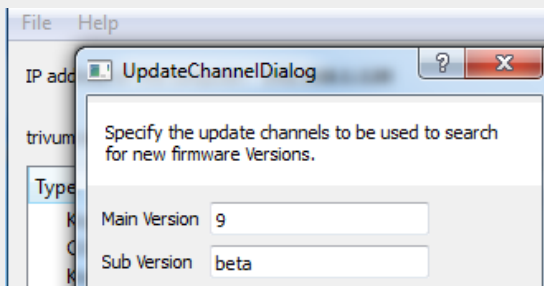 File Help
IP add
UpdateChannelDialog
?
X
trivum
Specify the update channels to be used to search
for new firmware Versions.
Type
Main Version 9
K
Sub Version beta
K